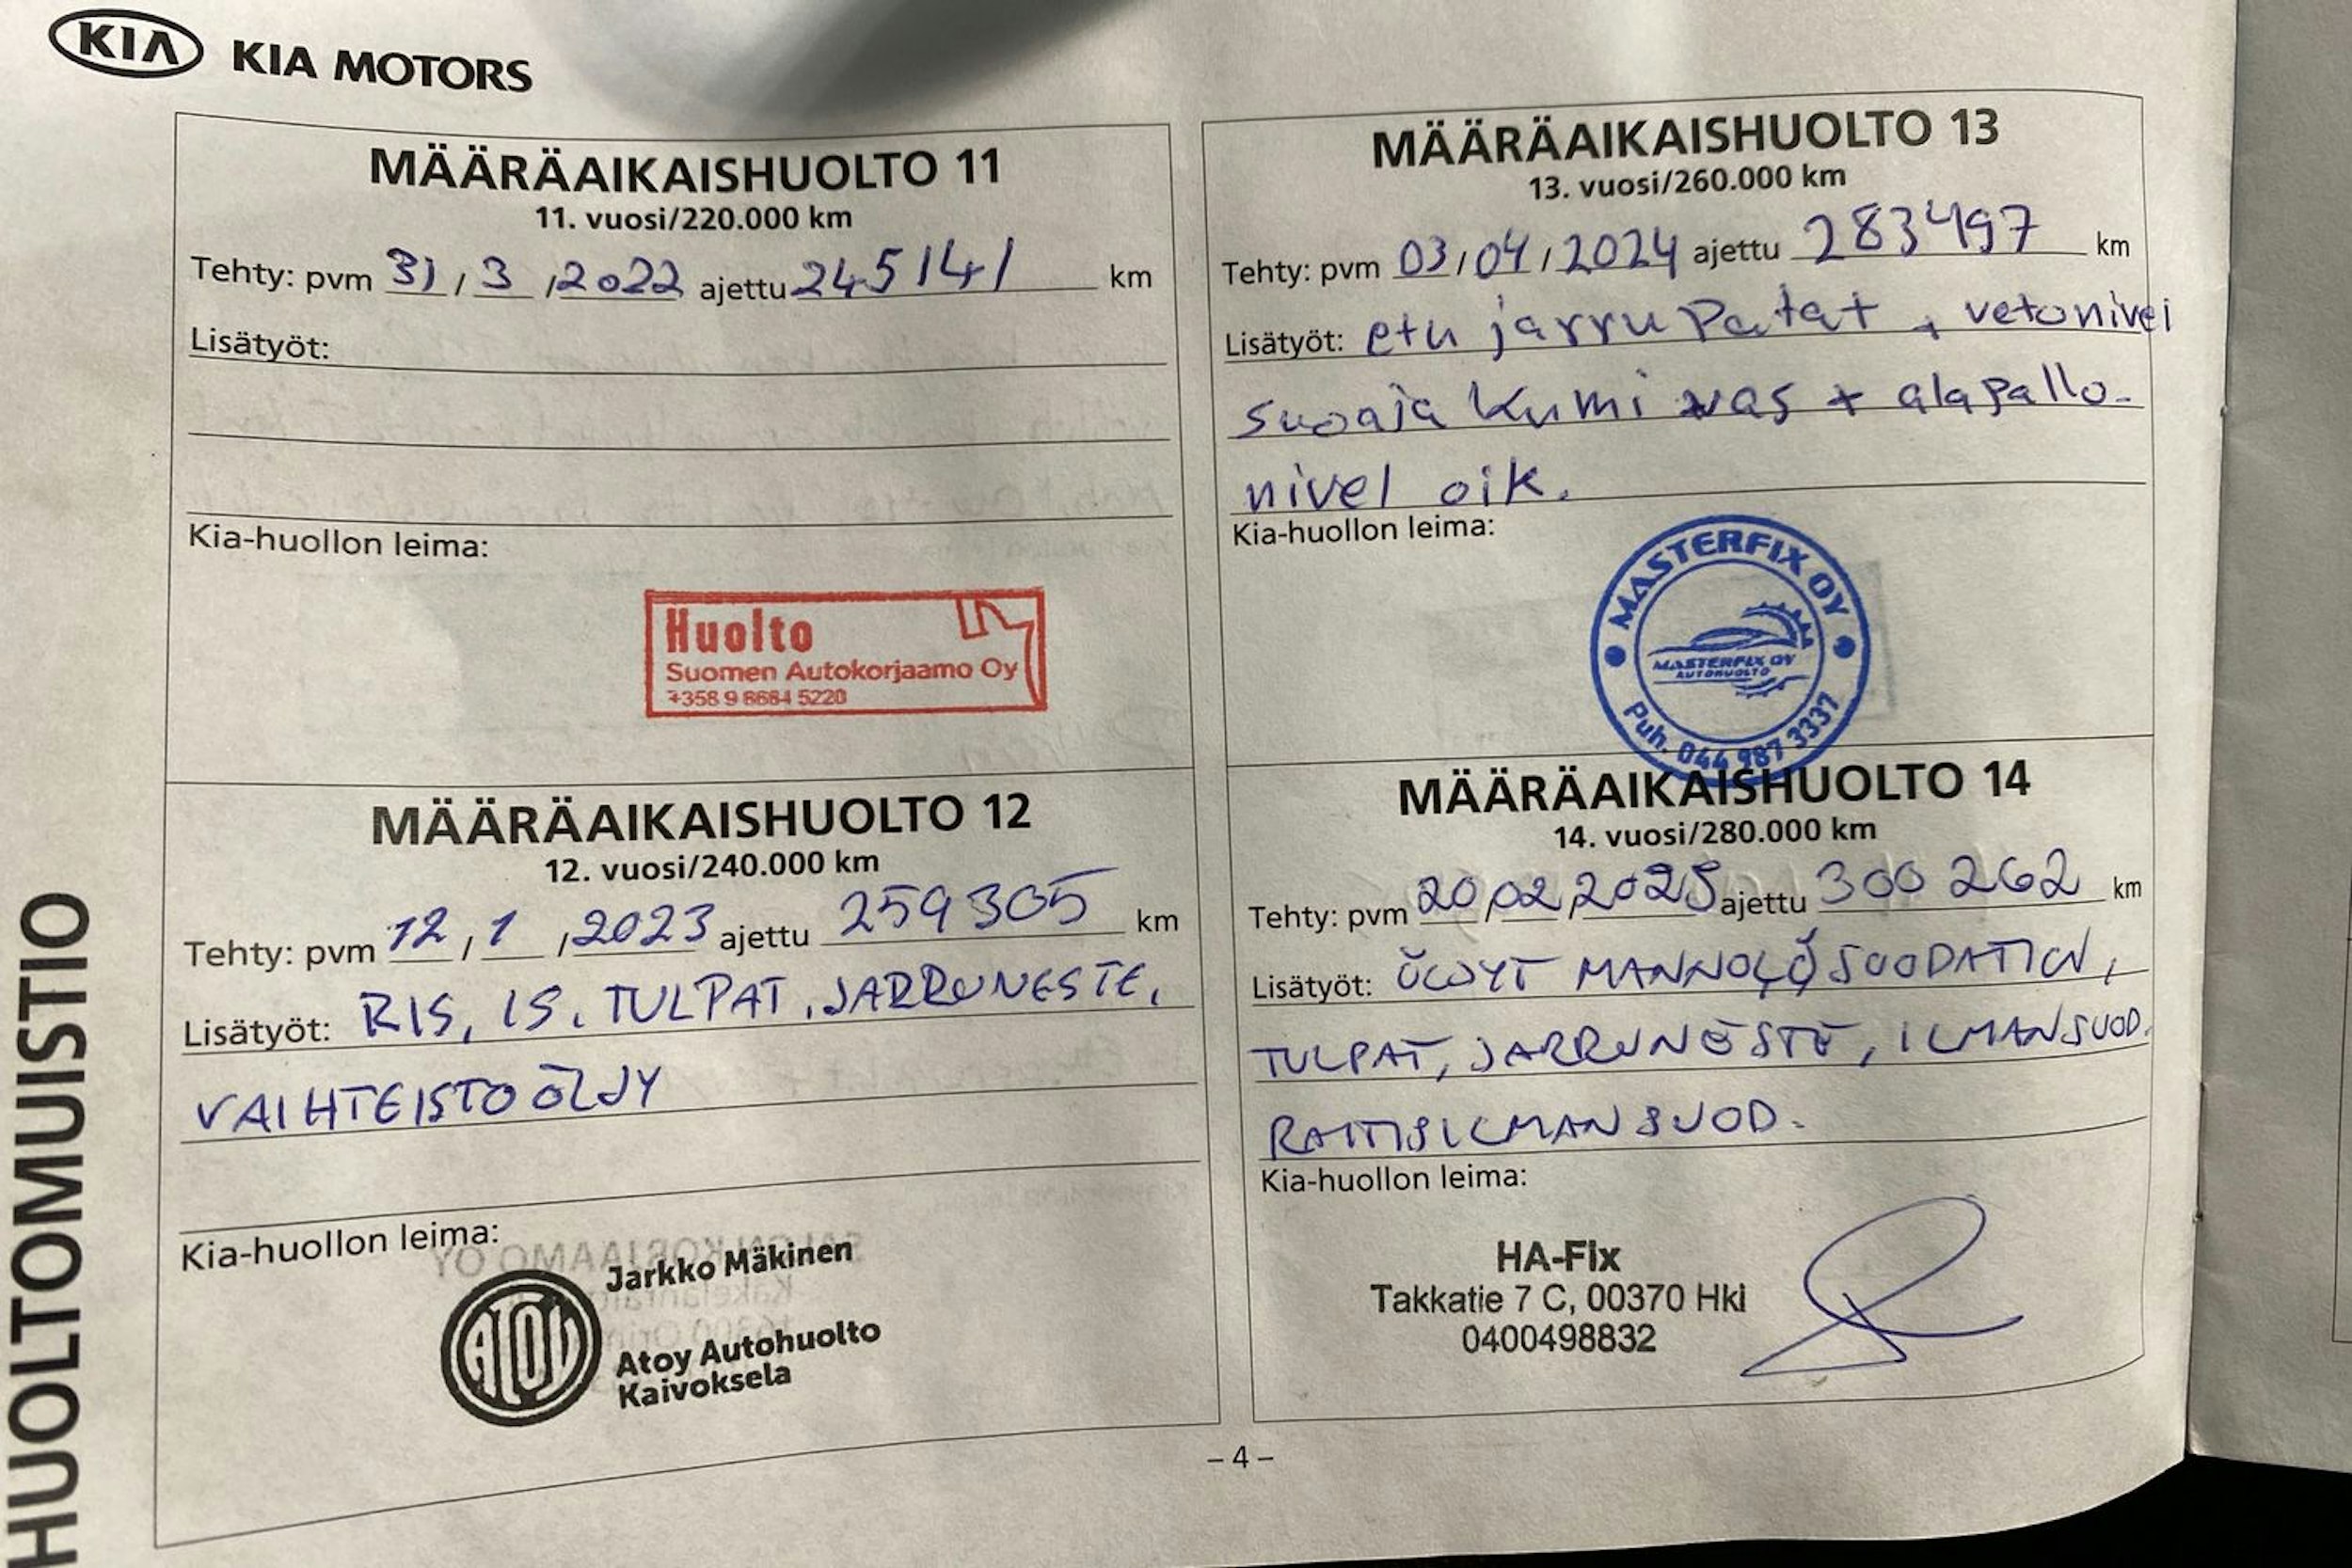 KIA KIA MOTORS
HUOLTOMUISTIO
MÄÄRÄAIKAISHUOLTO 11
11. vuosi/220.000 km
Tehty: pvm 31 / 3 / 2022 ajettu 245141 km
Lisätyöt:
Kia-huollon leima:
Huolto
Suomen Autokorjaamo Oy
+358 9 8684 5220
MÄÄRÄAIKAISHUOLTO 12
12. vuosi/240.000 km
Tehty: pvm 12 / 1 / 2023 ajettu 259305 km
Lisätyöt: RIS, IS, TULPAT, JARRUNESTE,
VAIHTEISTOÖLJY
Kia-huollon leima:
Jarkko Mäkinen
ATOY
Atoy Autohuolto
Kaivoksela
MÄÄRÄAIKAISHUOLTO 13
13. vuosi/260.000 km
Tehty: pvm 03 / 04 / 2024 ajettu 283497 km
Lisätyöt: etu jarru Palat + vetonivel
suoaja kumi vas + alapallo-
nivel oik.
Kia-huollon leima:
MASTERFIX OY
MASTERFIX OY
AUTOHUOLTO
Puh. 044 987 3337
MÄÄRÄAIKAISHUOLTO 14
14. vuosi/280.000 km
Tehty: pvm 20 / 02 / 2025 ajettu 300 262 km
Lisätyöt: ÖLJYT MANNOL, SUODATIN,
TULPAT, JARRUNESTE, ILMANSUOD.
RAITISILMANSUOD.
Kia-huollon leima:
HA-Fix
Takkatie 7 C, 00370 Hki
0400498832
– 4 –